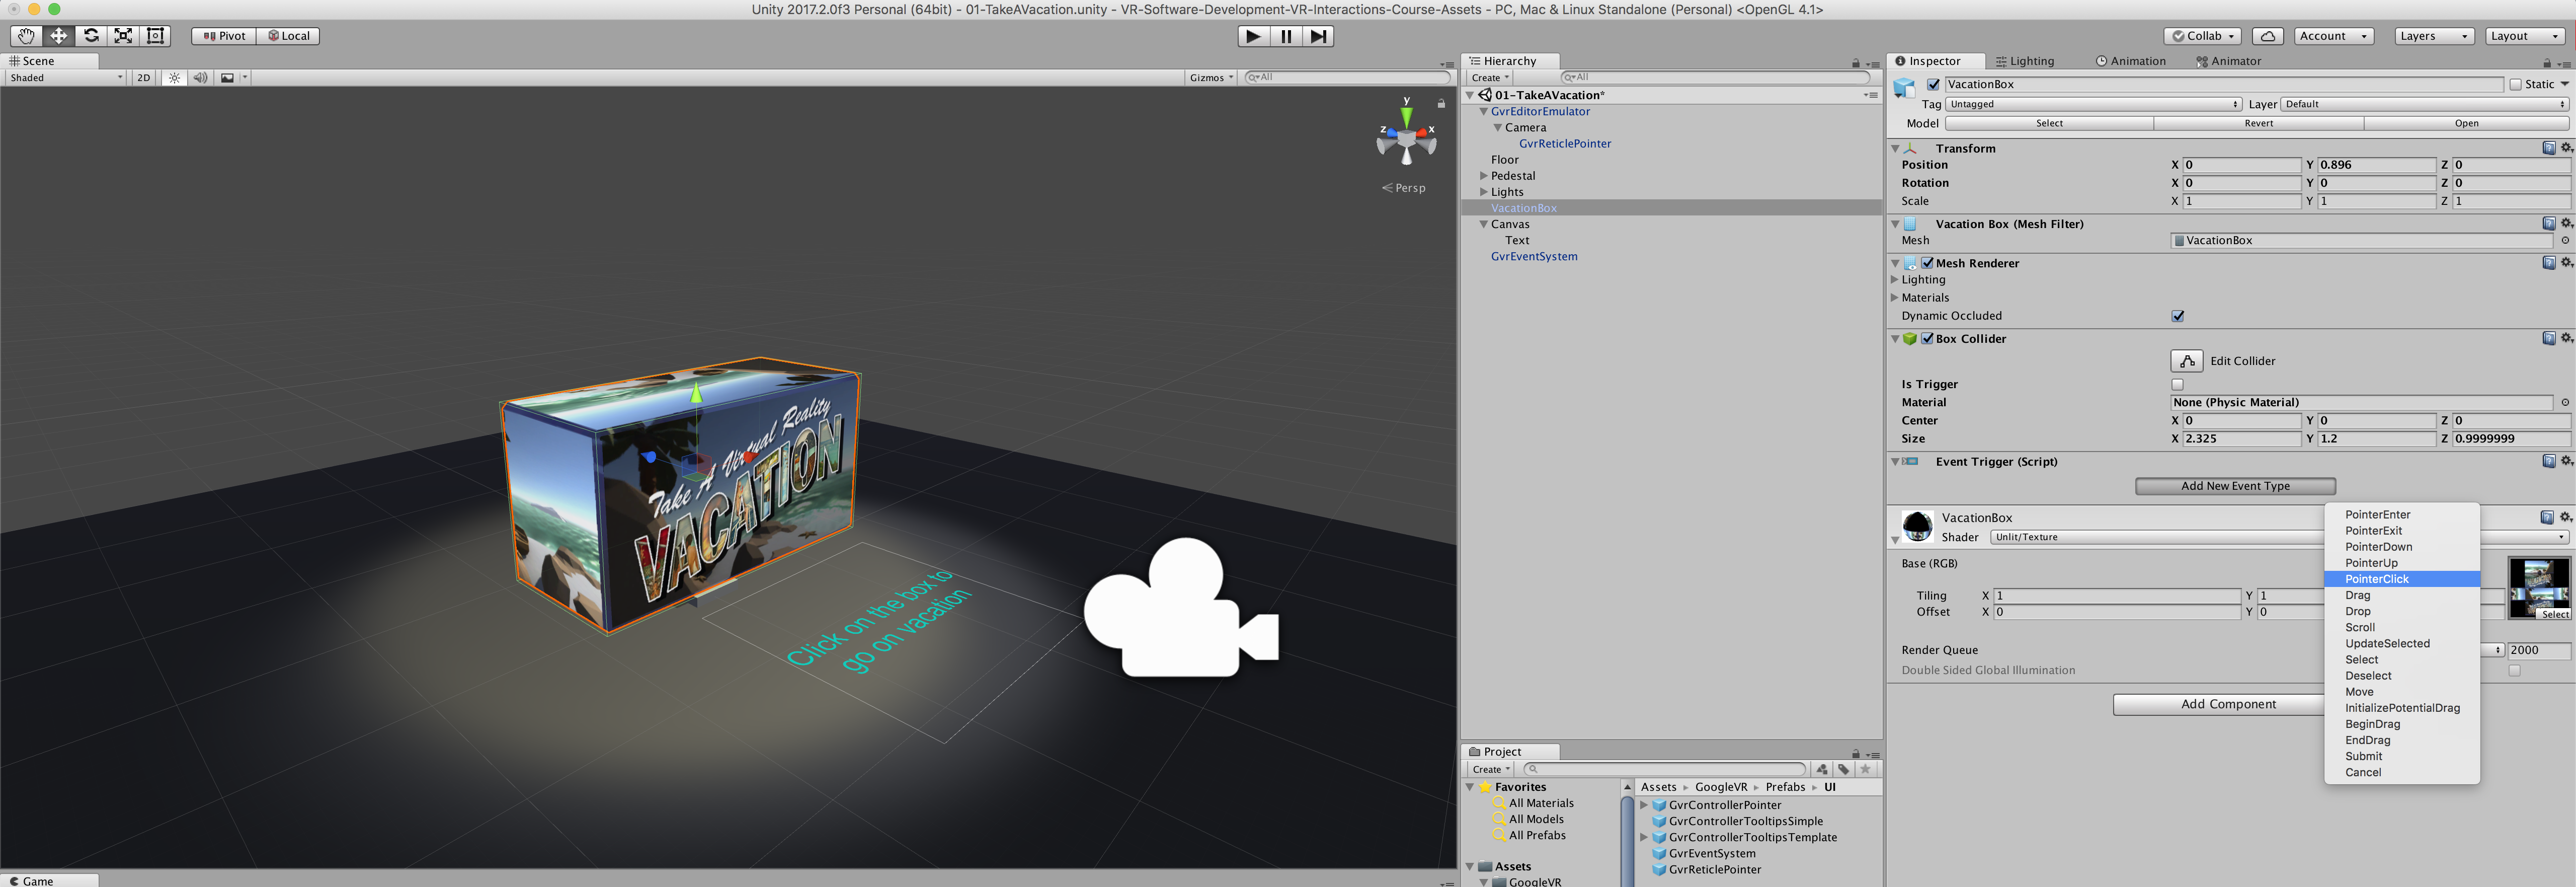 Unity 2017.2.0f3 Personal (64bit) - 01-TakeAVacation.unity - VR-Software-Development-VR-Interactions-Course-Assets - PC, Mac & Linux Standalone (Personal) <OpenGL 4.1>
Pivot Local
Collab Account Layers Layout
Scene
Shaded 2D Gizmos All
y
z x
Persp
Take A Virtual Reality
VACATION
Click on the box to
go on vacation
Game
Hierarchy
Create All
01-TakeAVacation*
GvrEditorEmulator
Camera
GvrReticlePointer
Floor
Pedestal
Lights
VacationBox
Canvas
Text
GvrEventSystem
Project
Create
Favorites
All Materials
All Models
All Prefabs
Assets
GoogleVR
Assets GoogleVR Prefabs UI
GvrControllerPointer
GvrControllerTooltipsSimple
GvrControllerTooltipsTemplate
GvrEventSystem
GvrReticlePointer
Inspector Lighting Animation Animator
VacationBox Static
Tag Untagged Layer Default
Model Select Revert Open
Transform
Position X 0 Y 0.896 Z 0
Rotation X 0 Y 0 Z 0
Scale X 1 Y 1 Z 1
Vacation Box (Mesh Filter)
Mesh VacationBox
Mesh Renderer
Lighting
Materials
Dynamic Occluded
Box Collider
Edit Collider
Is Trigger
Material None (Physic Material)
Center X 0 Y 0 Z 0
Size X 2.325 Y 1.2 Z 0.9999999
Event Trigger (Script)
Add New Event Type
VacationBox
Shader Unlit/Texture
Base (RGB)
Tiling X 1 Y 1
Offset X 0 Y 0
Select
Render Queue 2000
Double Sided Global Illumination
Add Component
PointerEnter
PointerExit
PointerDown
PointerUp
PointerClick
Drag
Drop
Scroll
UpdateSelected
Select
Deselect
Move
InitializePotentialDrag
BeginDrag
EndDrag
Submit
Cancel